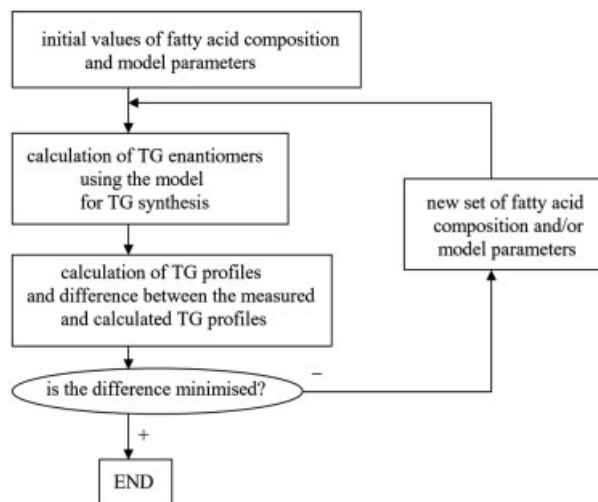 initial values of fatty acid composition
and model parameters
calculation of TG enantiomers
using the model
for TG synthesis
new set of fatty acid
composition and/or
model parameters
calculation of TG profiles
and difference between the measured
and calculated TG profiles
is the difference minimised?
−
+
END